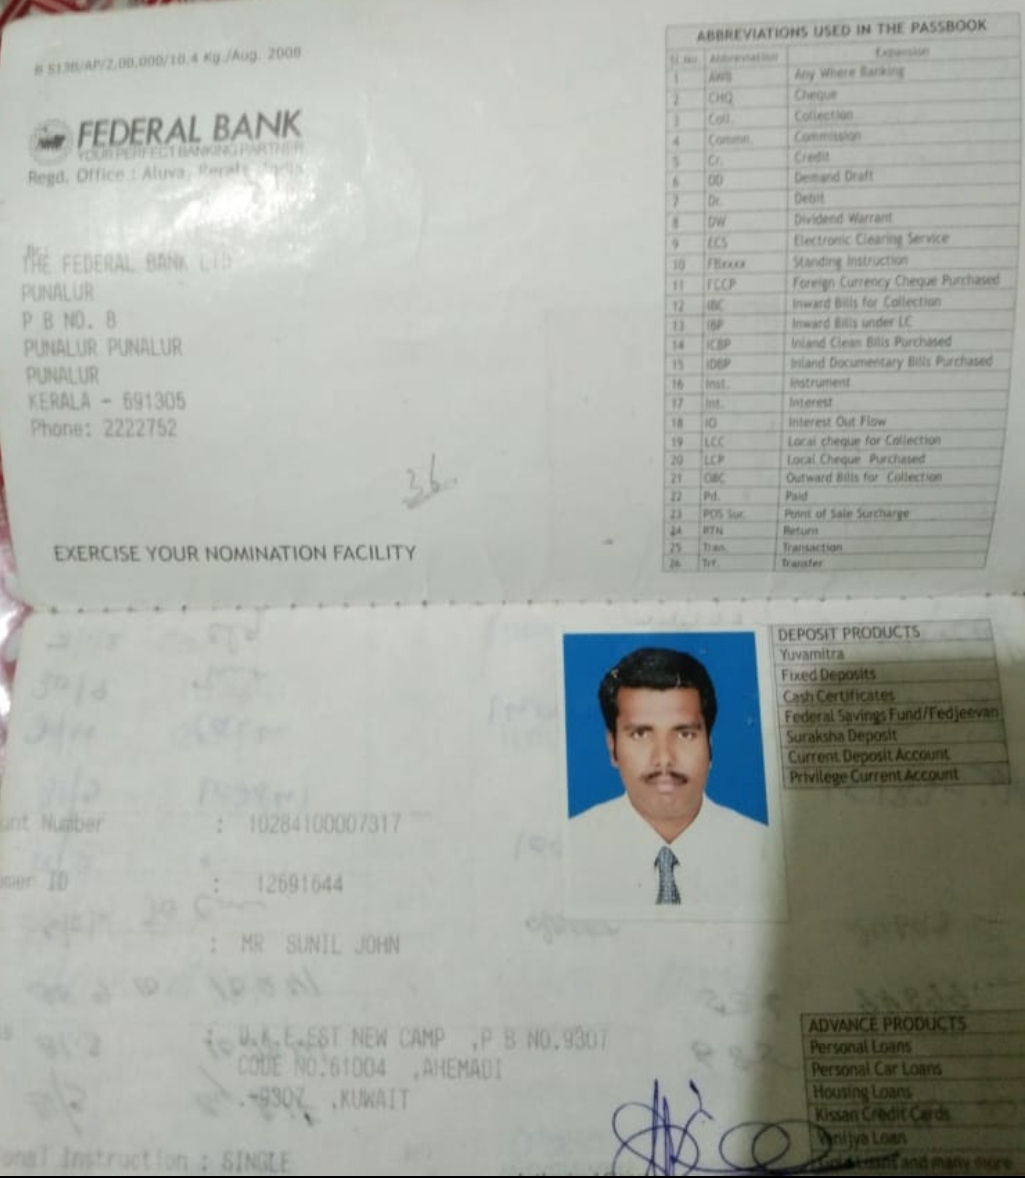 B 513B/AP/2,00,000/10.4 Kg./Aug. 2008
FEDERAL BANK
YOUR PERFECT BANKING PARTNER
Regd. Office : Aluva, Kerala, India
THE FEDERAL BANK LTD
PUNALUR
P B NO. 8
PUNALUR PUNALUR
PUNALUR
KERALA - 691305
Phone: 2222752
36
EXERCISE YOUR NOMINATION FACILITY
ABBREVIATIONS USED IN THE PASSBOOK
Sl.No Abbreviation Expansion
1 AWB Any Where Banking
2 CHQ Cheque
3 Coll. Collection
4 Commn. Commission
5 Cr. Credit
6 DD Demand Draft
7 Dr. Debit
8 DW Dividend Warrant
9 ECS Electronic Clearing Service
10 FBxxxx Standing Instruction
11 FCCP Foreign Currency Cheque Purchased
12 IBC Inward Bills for Collection
13 IBP Inward Bills under LC
14 ICBP Inland Clean Bills Purchased
15 IDBP Inland Documentary Bills Purchased
16 Inst. Instrument
17 Int. Interest
18 IO Interest Out Flow
19 LCC Local cheque for Collection
20 LCP Local Cheque Purchased
21 OBC Outward Bills for Collection
22 Pd. Paid
23 POS Sur. Point of Sale Surcharge
24 RTN Return
25 Tran. Transaction
26 Trf. Transfer
DEPOSIT PRODUCTS
Yuvamitra
Fixed Deposits
Cash Certificates
Federal Savings Fund/Fedjeevan
Suraksha Deposit
Current Deposit Account
Privilege Current Account
unt Number : 10284100007317
omer ID : 12691644
: MR SUNIL JOHN
: U.A.E.EST NEW CAMP ,P B NO.9307
CODE NO.61004 ,AHEMADI
.-9307 ,KUWAIT
onal Instruction : SINGLE
ADVANCE PRODUCTS
Personal Loans
Personal Car Loans
Housing Loans
Kissan Credit Cards
Vanijya Loan
Gold Loans and many more